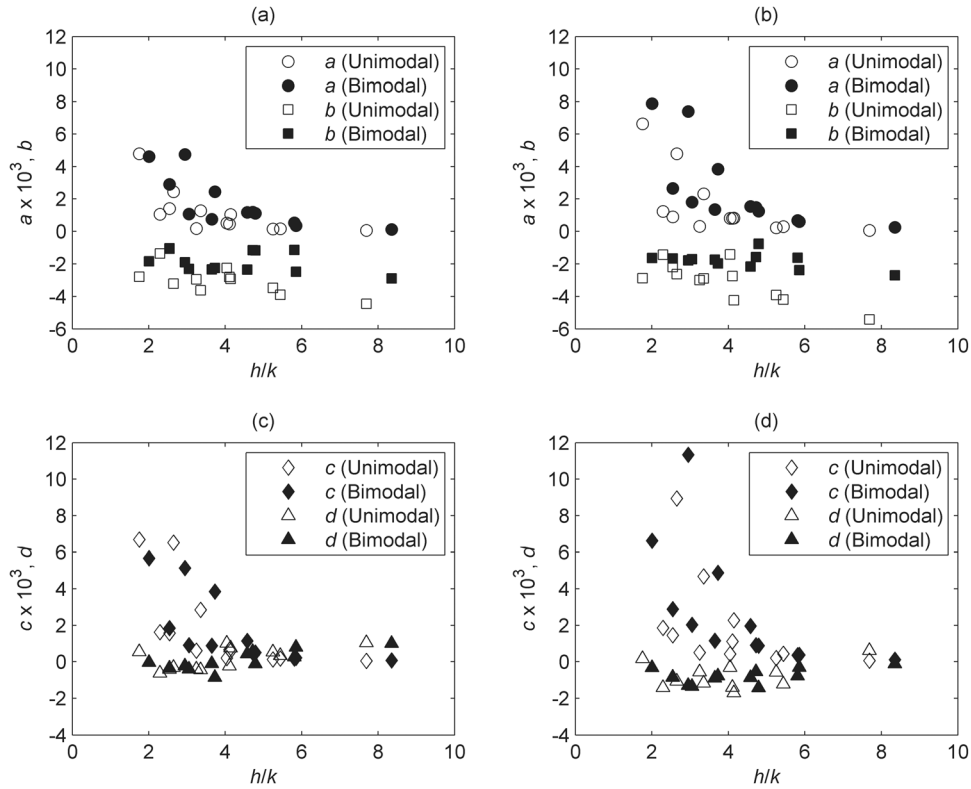 (a)
12
10
8
6
4
2
0
-2
-4
-6
a x 10³, b
a (Unimodal)
a (Bimodal)
b (Unimodal)
b (Bimodal)
0 2 4 6 8 10
h/k
(b)
12
10
8
6
4
2
0
-2
-4
-6
a x 10³, b
a (Unimodal)
a (Bimodal)
b (Unimodal)
b (Bimodal)
0 2 4 6 8 10
h/k
(c)
12
10
8
6
4
2
0
-2
-4
c x 10³, d
c (Unimodal)
c (Bimodal)
d (Unimodal)
d (Bimodal)
0 2 4 6 8 10
h/k
(d)
12
10
8
6
4
2
0
-2
-4
c x 10³, d
c (Unimodal)
c (Bimodal)
d (Unimodal)
d (Bimodal)
0 2 4 6 8 10
h/k